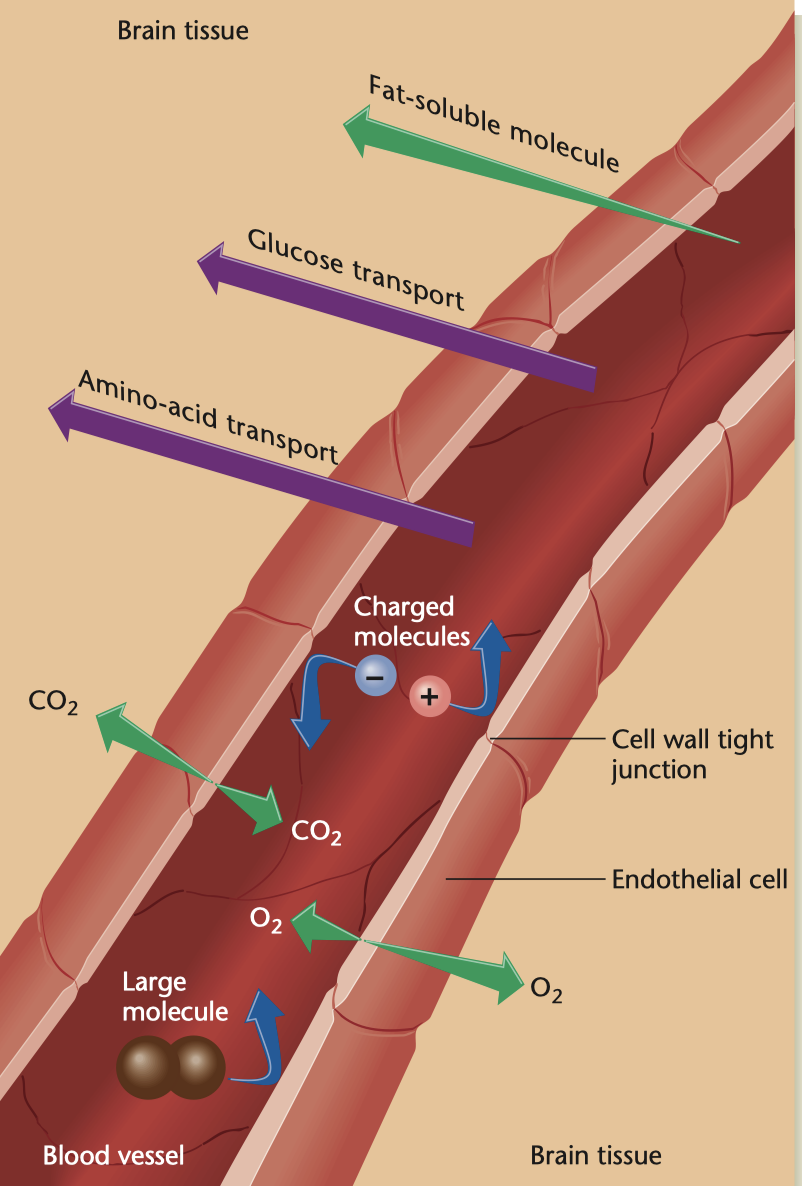 Brain tissue
Fat-soluble molecule
Glucose transport
Amino-acid transport
Charged
molecules
−
+
CO₂
Cell wall tight
junction
CO₂
Endothelial cell
O₂
Large
molecule
O₂
Blood vessel
Brain tissue